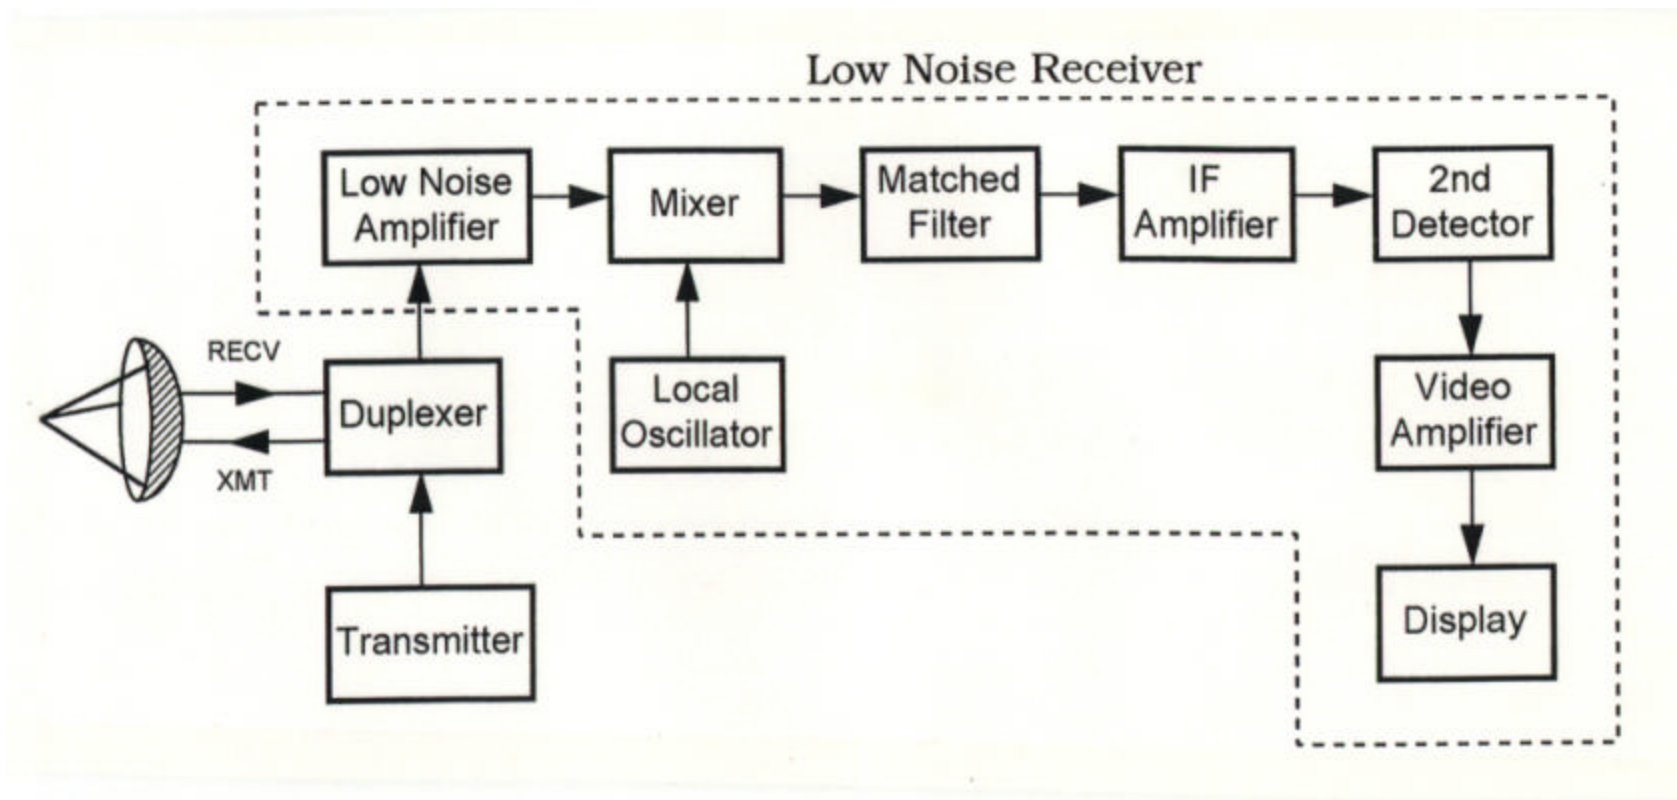 Low Noise Receiver
Low Noise
Amplifier
Mixer
Matched
Filter
IF
Amplifier
2nd
Detector
RECV
Duplexer
XMT
Local
Oscillator
Video
Amplifier
Transmitter
Display